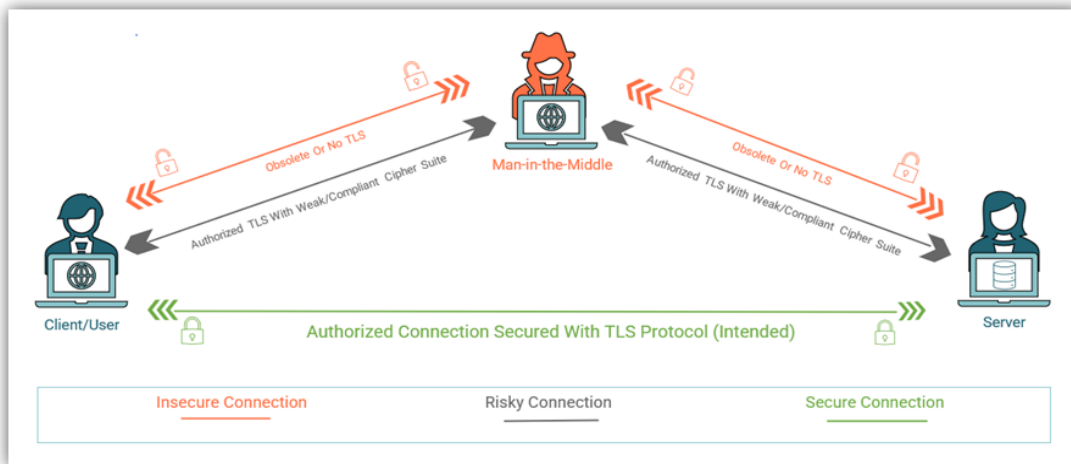 Obsolete Or No TLS
Authorized TLS With Weak/Compliant Cipher Suite
Man-in-the-Middle
Obsolete Or No TLS
Authorized TLS With Weak/Compliant Cipher Suite
Client/User
Server
Authorized Connection Secured With TLS Protocol (Intended)
Insecure Connection
Risky Connection
Secure Connection